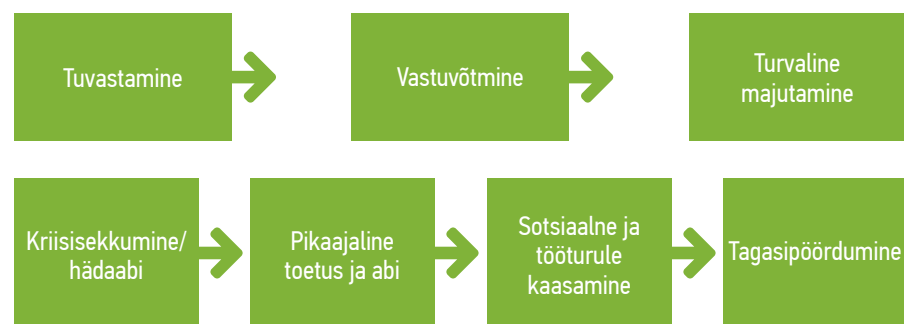 Tuvastamine
Vastuvõtmine
Turvaline
majutamine
Kriisisekkumine/
hädaabi
Pikaajaline
toetus ja abi
Sotsiaalne ja
tööturule
kaasamine
Tagasipöördumine